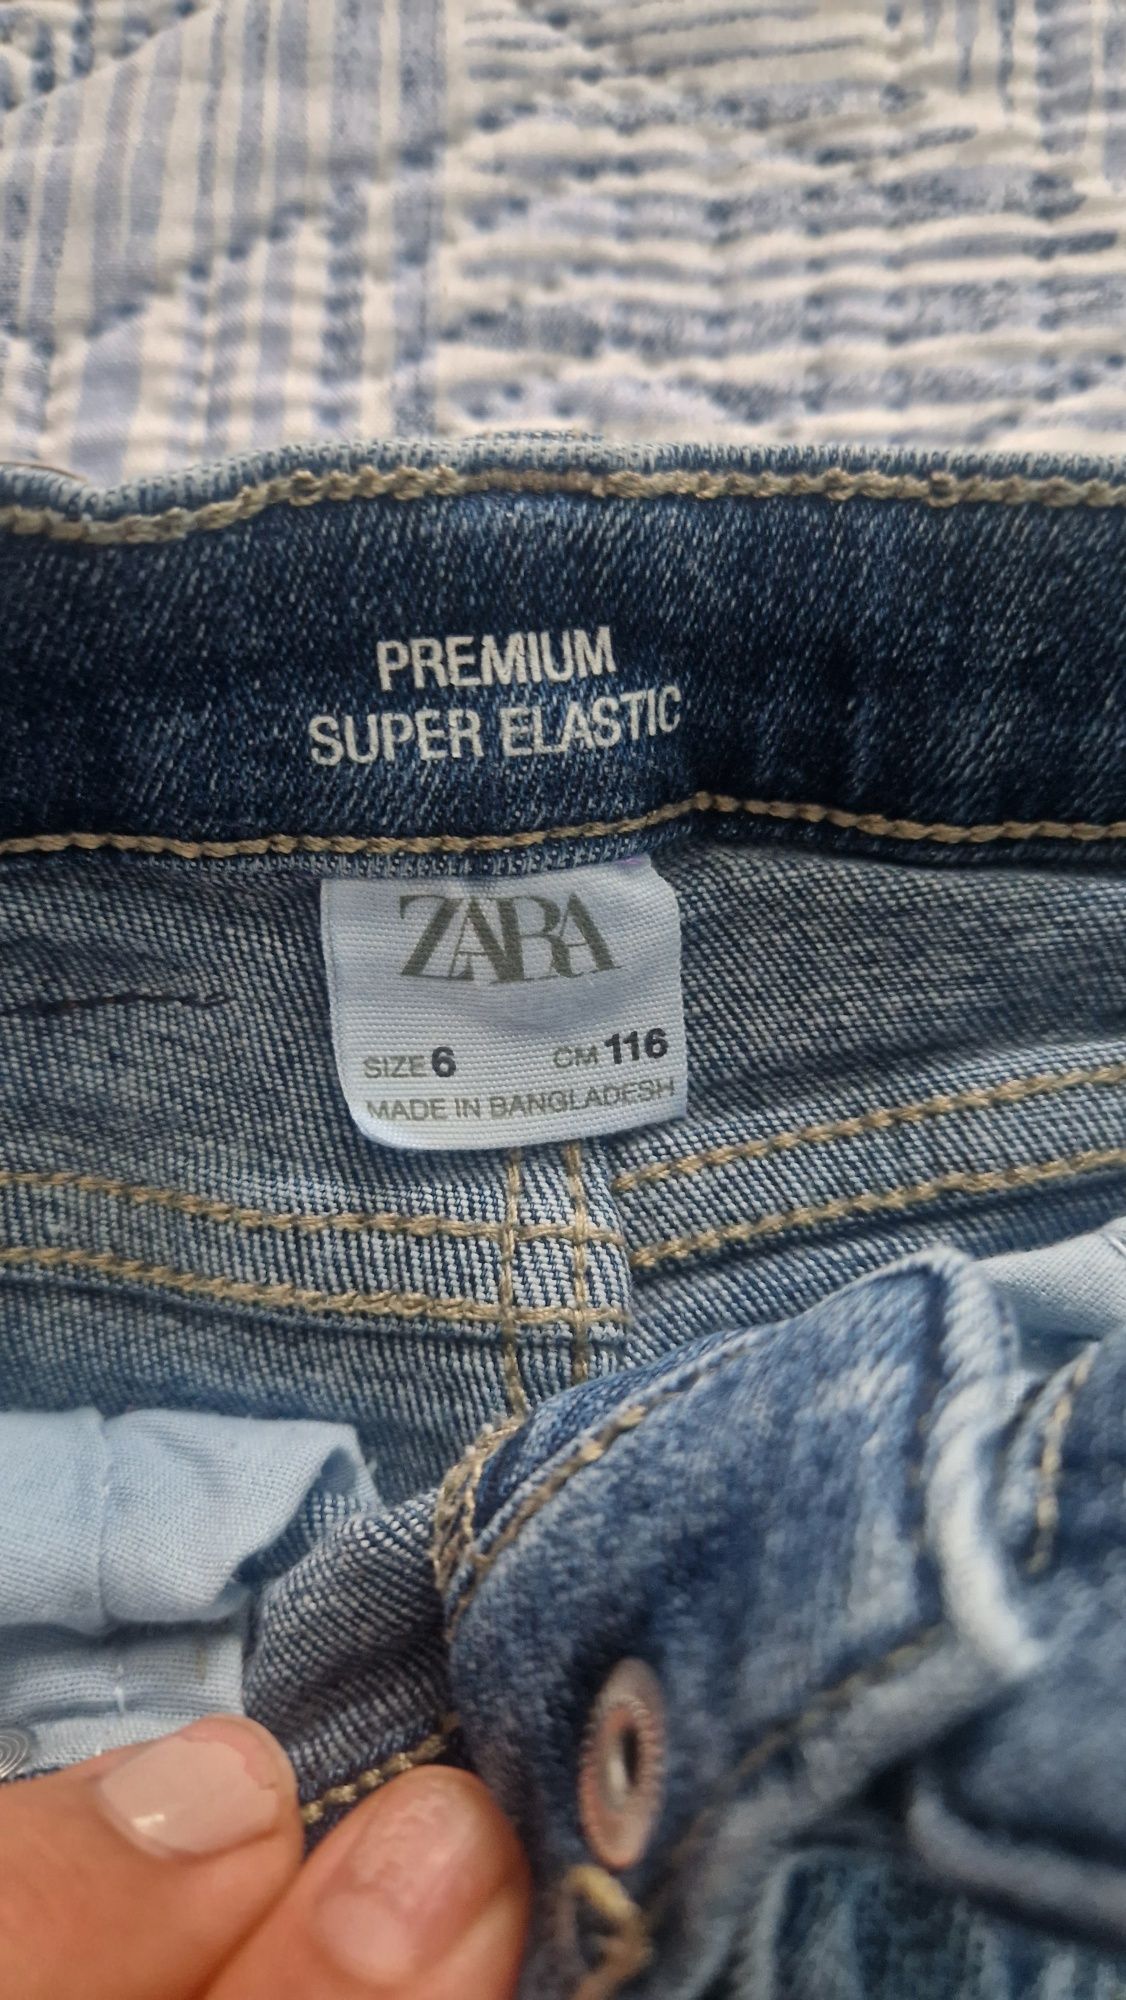 PREMIUM
SUPER ELASTIC
ZARA
SIZE 6 CM 116
MADE IN BANGLADESH